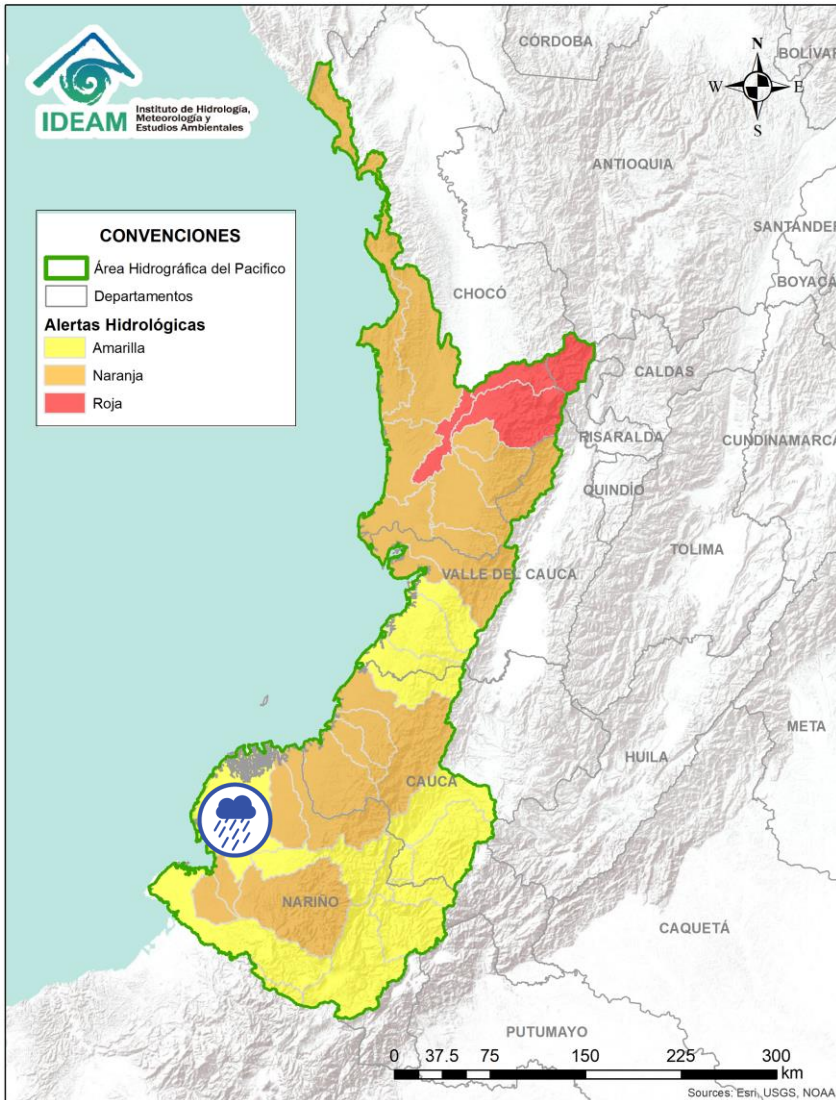 IDEAM
Instituto de Hidrología,
Meteorología y
Estudios Ambientales
CÓRDOBA
BOLÍVAR
N
W
E
S
ANTIOQUIA
SANTANDER
BOYACÁ
CONVENCIONES
Área Hidrográfica del Pacifico
Departamentos
Alertas Hidrológicas
Amarilla
Naranja
Roja
CHOCÓ
CALDAS
RISARALDA
CUNDINAMARCA
QUINDÍO
TOLIMA
VALLE DEL CAUCA
META
HUILA
CAUCA
NARIÑO
CAQUETÁ
PUTUMAYO
0 37.5 75 150 225 300
km
Sources: Esri, USGS, NOAA